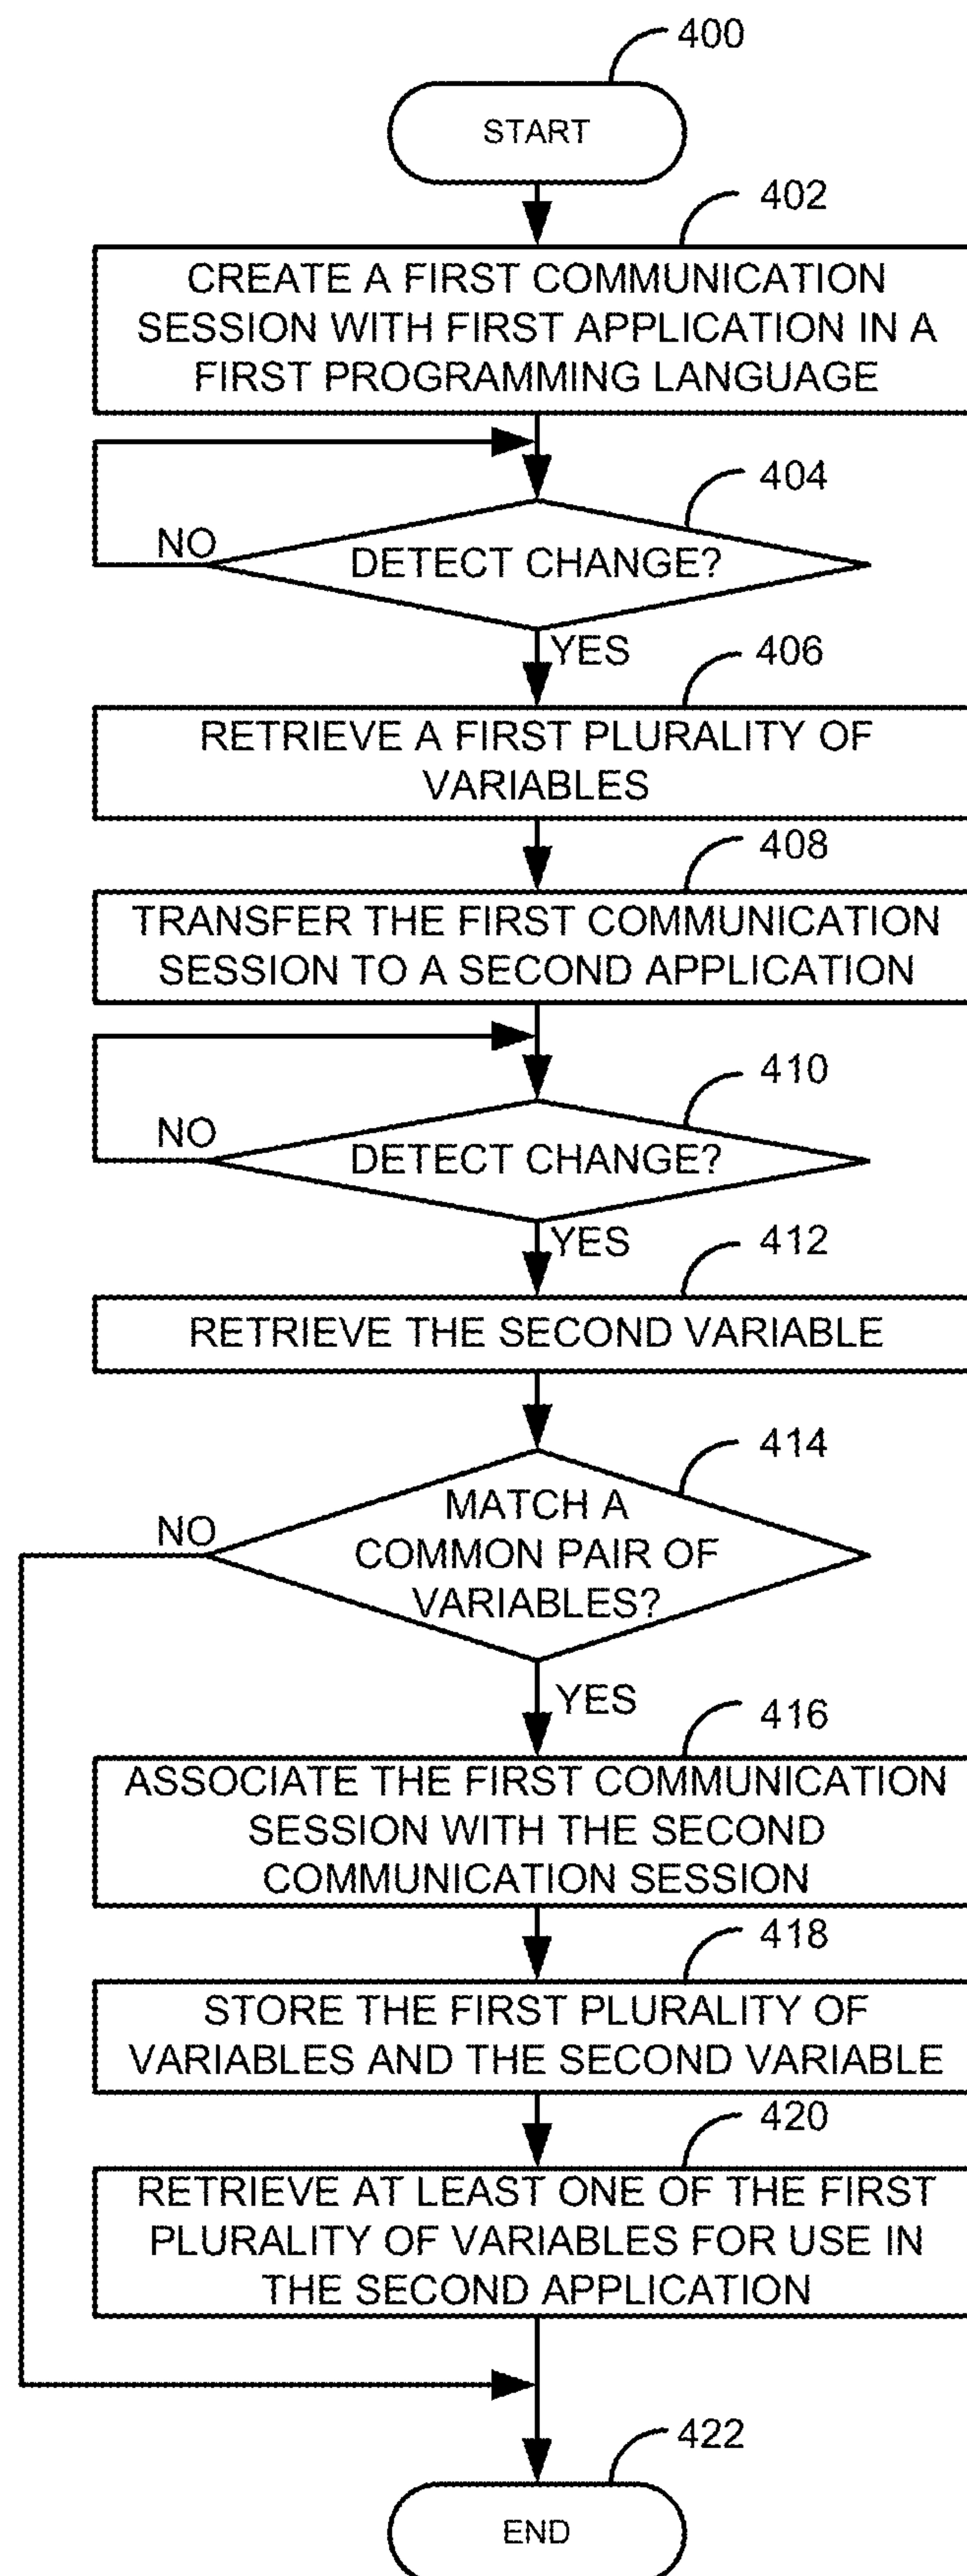 400
START
402
CREATE A FIRST COMMUNICATION
SESSION WITH FIRST APPLICATION IN A
FIRST PROGRAMMING LANGUAGE
404
NO
DETECT CHANGE?
YES
406
RETRIEVE A FIRST PLURALITY OF
VARIABLES
408
TRANSFER THE FIRST COMMUNICATION
SESSION TO A SECOND APPLICATION
410
NO
DETECT CHANGE?
YES
412
RETRIEVE THE SECOND VARIABLE
414
NO
MATCH A
COMMON PAIR OF
VARIABLES?
YES
416
ASSOCIATE THE FIRST COMMUNICATION
SESSION WITH THE SECOND
COMMUNICATION SESSION
418
STORE THE FIRST PLURALITY OF
VARIABLES AND THE SECOND VARIABLE
420
RETRIEVE AT LEAST ONE OF THE FIRST
PLURALITY OF VARIABLES FOR USE IN
THE SECOND APPLICATION
422
END